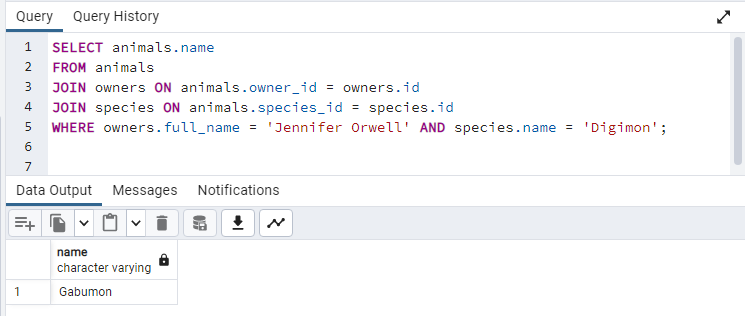 Query Query History
1 SELECT animals.name
2 FROM animals
3 JOIN owners ON animals.owner_id = owners.id
4 JOIN species ON animals.species_id = species.id
5 WHERE owners.full_name = 'Jennifer Orwell' AND species.name = 'Digimon';
6
7
Data Output Messages Notifications
name
character varying
1 Gabumon